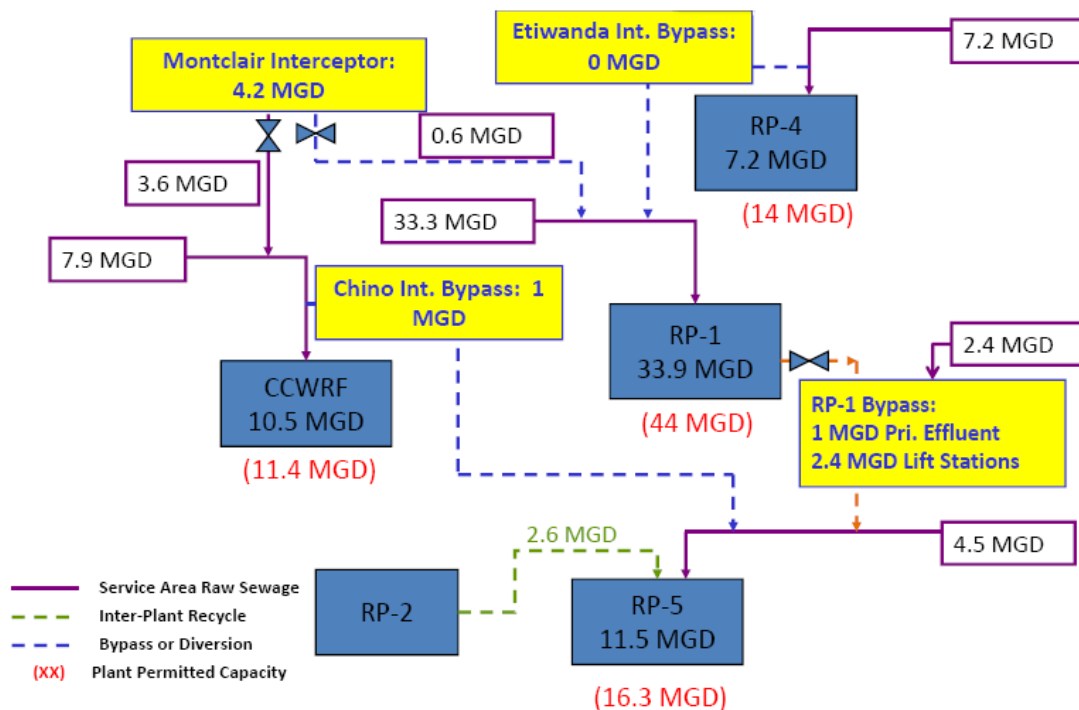 Etiwanda Int. Bypass:
0 MGD
7.2 MGD
Montclair Interceptor:
4.2 MGD
0.6 MGD
RP-4
7.2 MGD
(14 MGD)
3.6 MGD
33.3 MGD
7.9 MGD
Chino Int. Bypass: 1
MGD
RP-1
33.9 MGD
(44 MGD)
2.4 MGD
CCWRF
10.5 MGD
(11.4 MGD)
RP-1 Bypass:
1 MGD Pri. Effluent
2.4 MGD Lift Stations
2.6 MGD
4.5 MGD
RP-2
RP-5
11.5 MGD
(16.3 MGD)
Service Area Raw Sewage
Inter-Plant Recycle
Bypass or Diversion
(XX) Plant Permitted Capacity